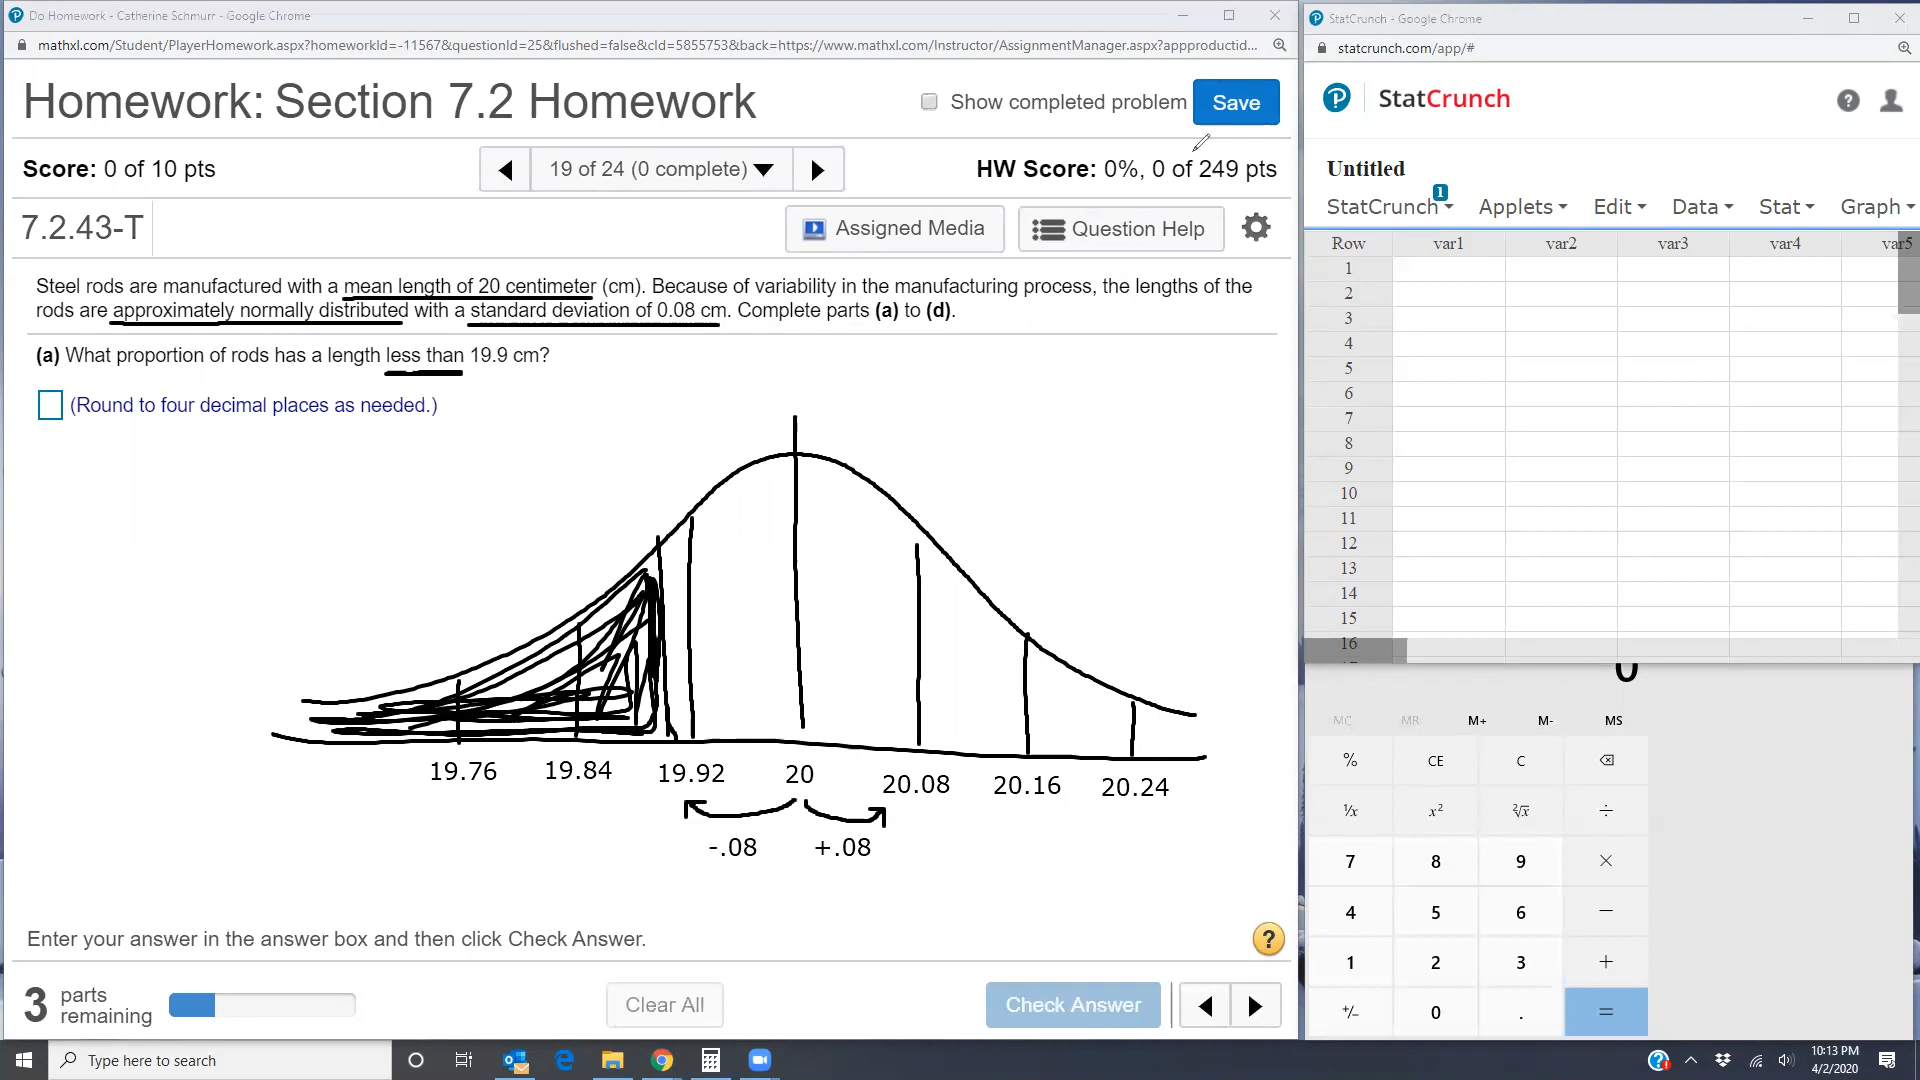 Do Homework - Catherine Schmurr - Google Chrome
mathxl.com/Student/PlayerHomework.aspx?homeworkId=-11567&questionId=25&flushed=false&cId=5855753&back=https://www.mathxl.com/Instructor/AssignmentManager.aspx?appproductid...
Homework: Section 7.2 Homework
Show completed problem
Save
Score: 0 of 10 pts
19 of 24 (0 complete)
HW Score: 0%, 0 of 249 pts
7.2.43-T
Assigned Media
Question Help
Steel rods are manufactured with a mean length of 20 centimeter (cm). Because of variability in the manufacturing process, the lengths of the
rods are approximately normally distributed with a standard deviation of 0.08 cm. Complete parts (a) to (d).
(a) What proportion of rods has a length less than 19.9 cm?
(Round to four decimal places as needed.)
19.76 19.84 19.92 20 20.08 20.16 20.24
-.08 +.08
Enter your answer in the answer box and then click Check Answer.
?
3 parts
remaining
Clear All
Check Answer
StatCrunch - Google Chrome
statcrunch.com/app/#
StatCrunch
?
Untitled
StatCrunch 1 Applets Edit Data Stat Graph
Row var1 var2 var3 var4 var5
1
2
3
4
5
6
7
8
9
10
11
12
13
14
15
16
0
MC MR M+ M- MS
% CE C
1/x x² ²√x ÷
7 8 9 ×
4 5 6 −
1 2 3 +
+/− 0 . =
Type here to search
10:13 PM
4/2/2020